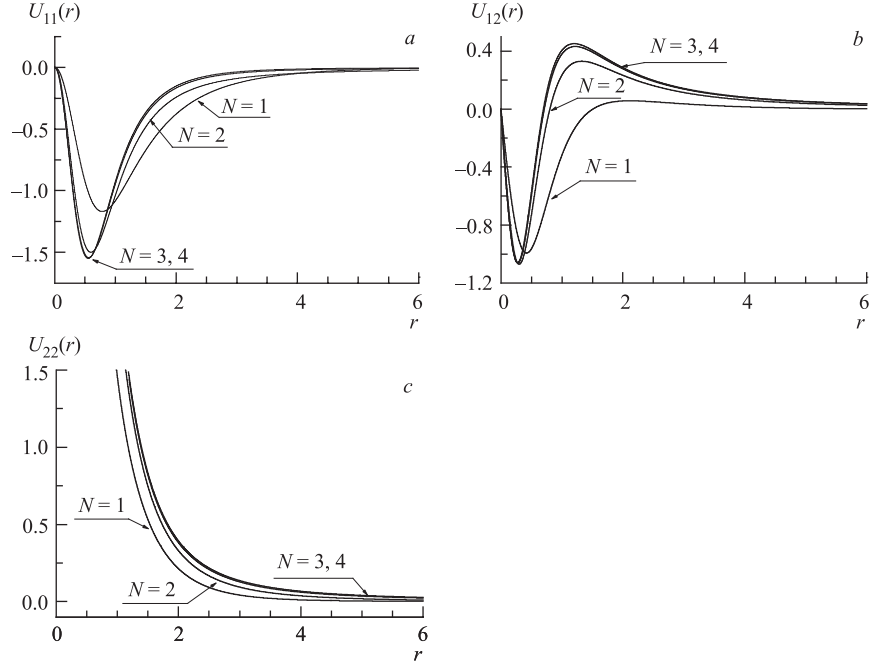 U11(r)
a
0.0
−0.5
−1.0
−1.5
N = 1
N = 2
N = 3, 4
0 2 4 6
r
U12(r)
b
0.4
0.0
−0.4
−0.8
−1.2
N = 3, 4
N = 2
N = 1
0 2 4 6
r
U22(r)
c
1.5
1.0
0.5
0.0
N = 1
N = 3, 4
N = 2
0 2 4 6
r